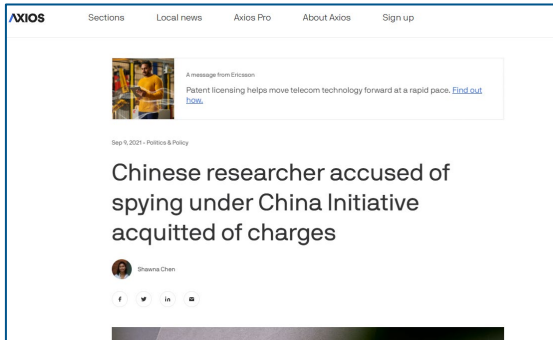 AXIOS
Sections Local news Axios Pro About Axios Sign up
A message from Ericsson
Patent licensing helps move telecom technology forward at a rapid pace. Find out
how.
Sep 9, 2021 - Politics & Policy
Chinese researcher accused of
spying under China Initiative
acquitted of charges
Shawna Chen
f in